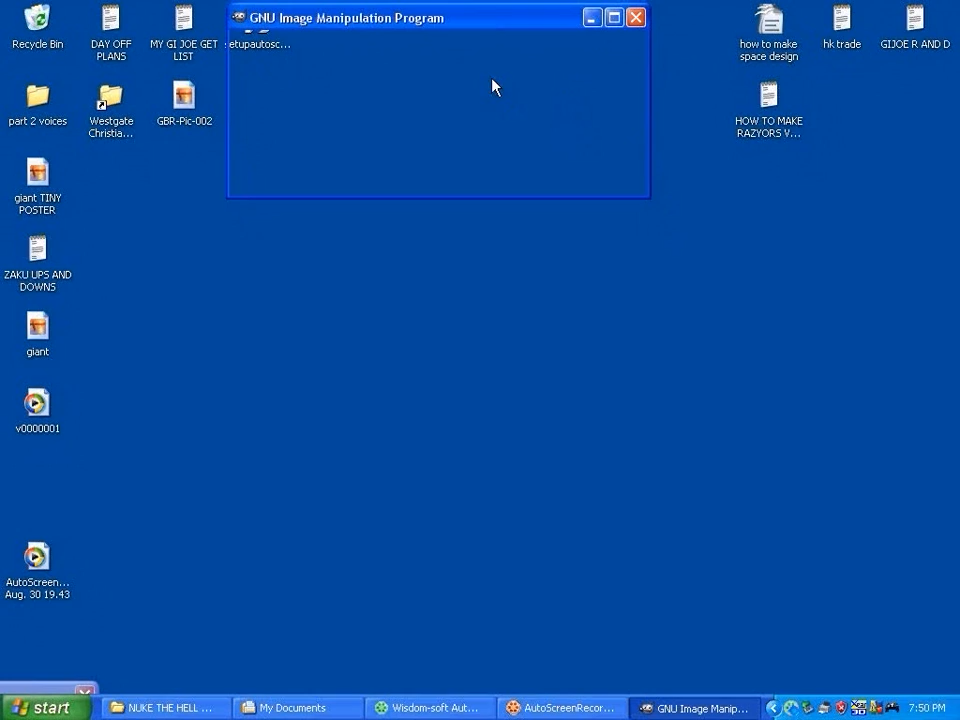 GNU Image Manipulation Program
Recycle Bin
DAY OFF
PLANS
MY GI JOE GET
LIST
etupautosc...
how to make
space design
hk trade
GIJOE R AND D
part 2 voices
Westgate
Christia...
GBR-Pic-002
HOW TO MAKE
RAZYORS V...
giant TINY
POSTER
ZAKU UPS AND
DOWNS
giant
v0000001
AutoScreen...
Aug. 30 19.43
start
NUKE THE HELL ...
My Documents
Wisdom-soft Aut...
AutoScreenRecor...
GNU Image Manip...
7:50 PM